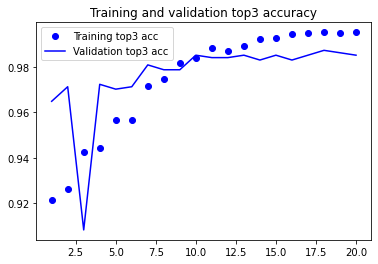 Training and validation top3 accuracy
Training top3 acc
Validation top3 acc
0.98
0.96
0.94
0.92
2.5 5.0 7.5 10.0 12.5 15.0 17.5 20.0